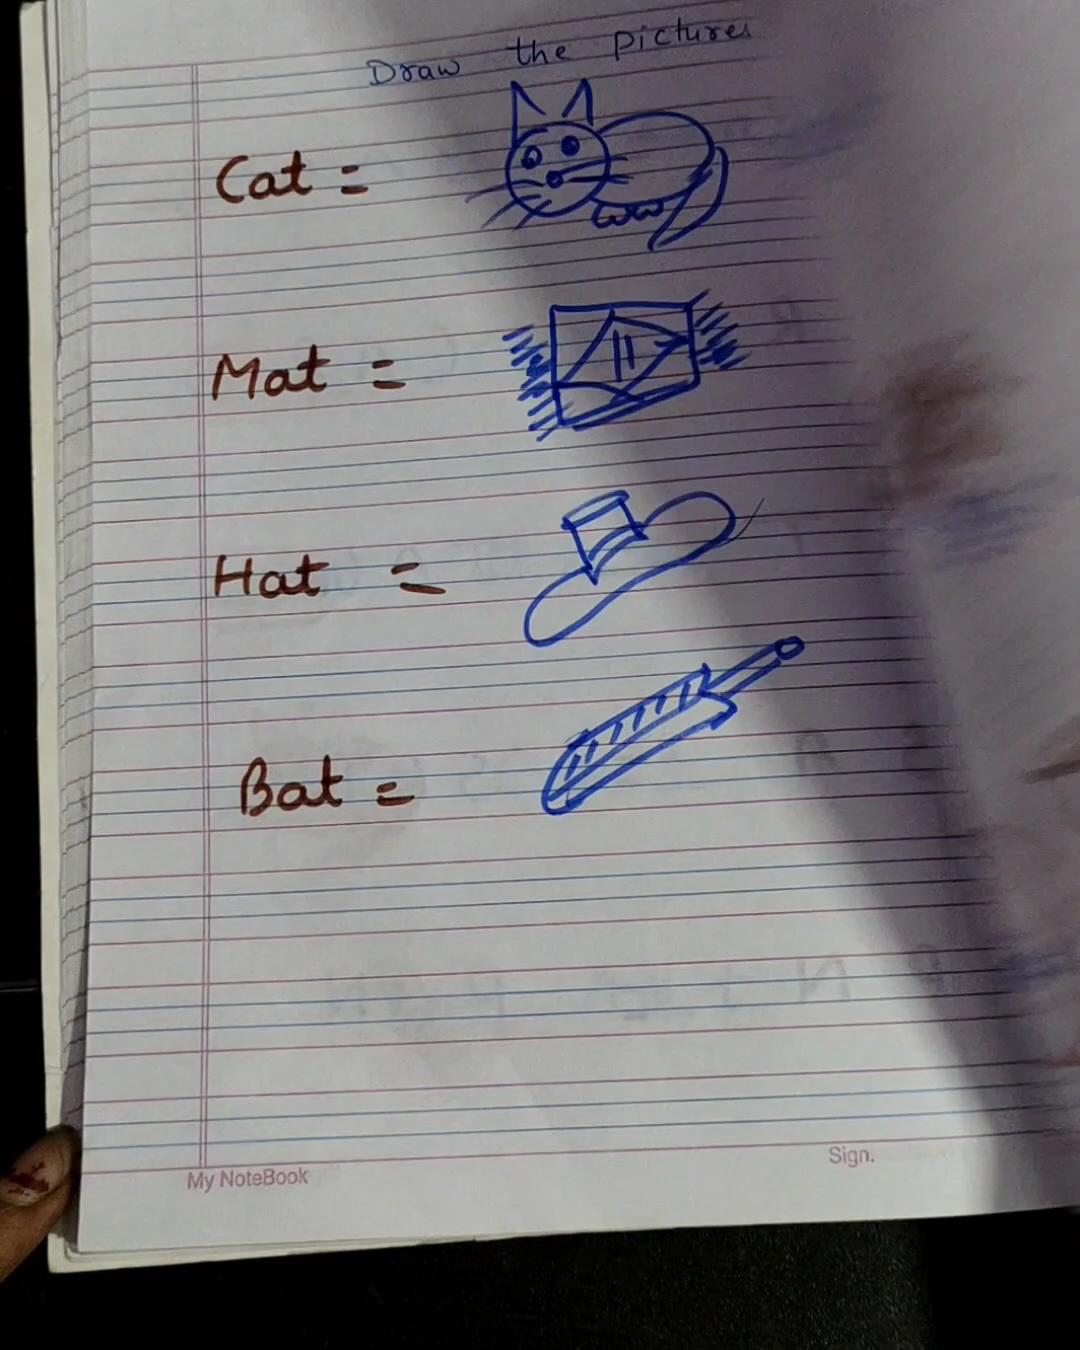 Draw the pictures
Cat =
Mat =
Hat =
Bat =
My NoteBook
Sign.